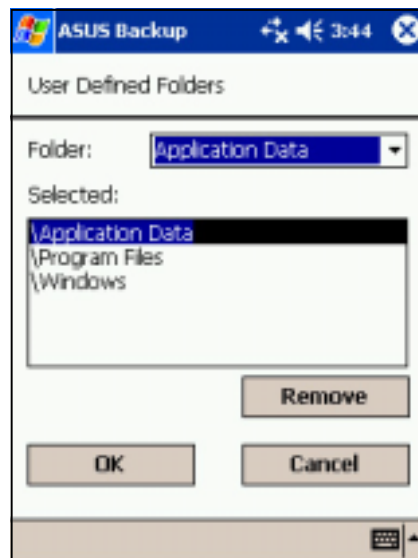 ASUS Backup 3:44
User Defined Folders
Folder: Application Data
Selected:
\Application Data
\Program Files
\Windows
Remove
OK Cancel